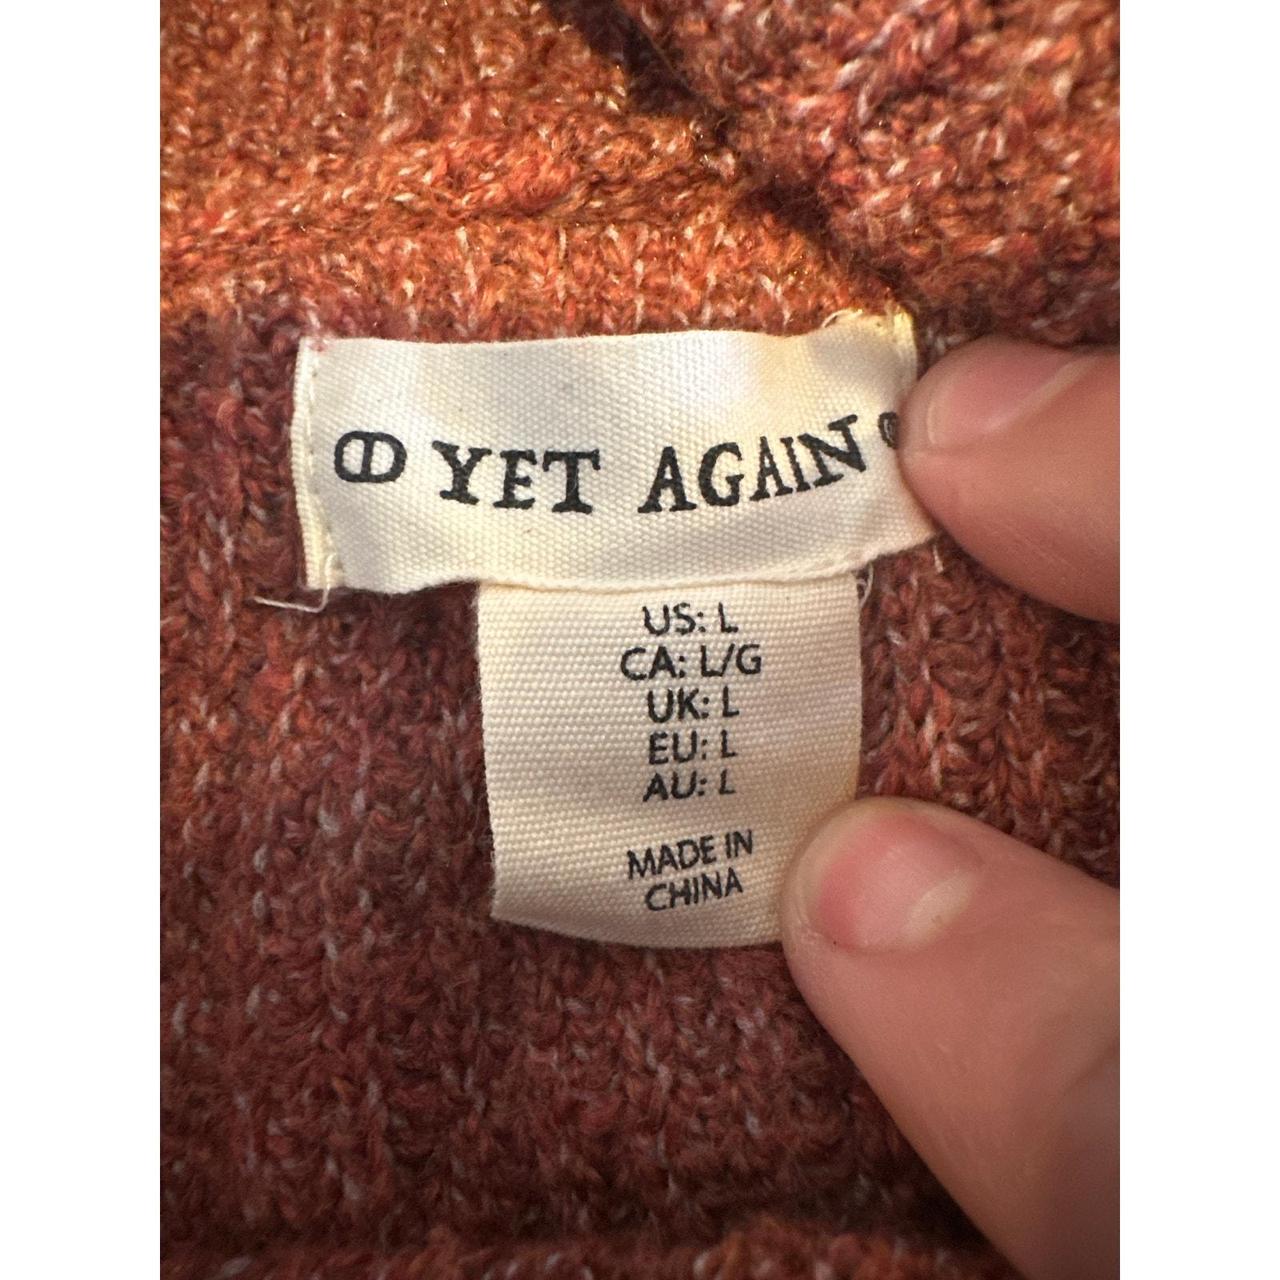 YET AGAIN
US: L
CA: L/G
UK: L
EU: L
AU: L
MADE IN
CHINA